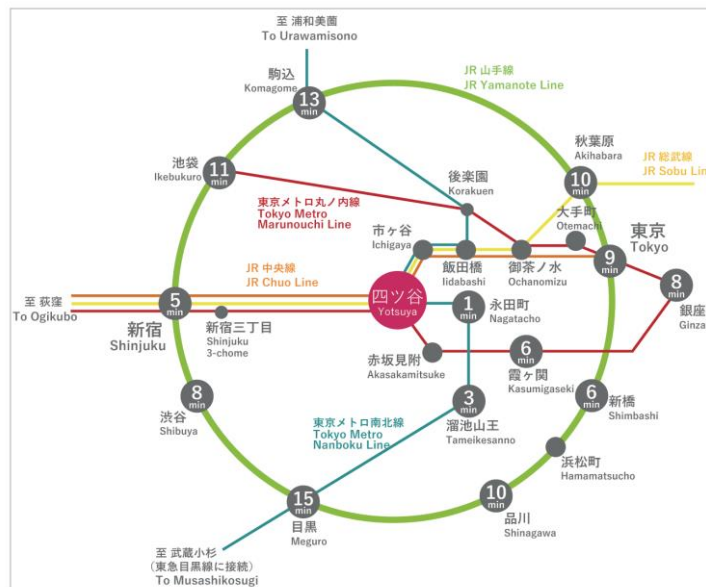 至 浦和美園
To Urawamisono
駒込
Komagome
13
min
JR 山手線
JR Yamanote Line
秋葉原
Akihabara
10
min
JR 総武線
JR Sobu Lin
池袋
Ikebukuro
11
min
後楽園
Korakuen
東京メトロ丸ノ内線
Tokyo Metro
Marunouchi Line
大手町
Otemachi
市ヶ谷
Ichigaya
飯田橋
Iidabashi
御茶ノ水
Ochanomizu
東京
Tokyo
9
min
JR 中央線
JR Chuo Line
四ツ谷
Yotsuya
8
min
銀座
Ginza
至 荻窪
To Ogikubo
5
min
新宿
Shinjuku
新宿三丁目
Shinjuku
3-chome
1
min
永田町
Nagatacho
赤坂見附
Akasakamitsuke
6
min
霞ヶ関
Kasumigaseki
8
min
渋谷
Shibuya
3
min
溜池山王
Tameikesanno
6
min
新橋
Shimbashi
東京メトロ南北線
Tokyo Metro
Nanboku Line
浜松町
Hamamatsucho
15
min
目黒
Meguro
10
min
品川
Shinagawa
至 武蔵小杉
(東急目黒線に接続)
To Musashikosugi